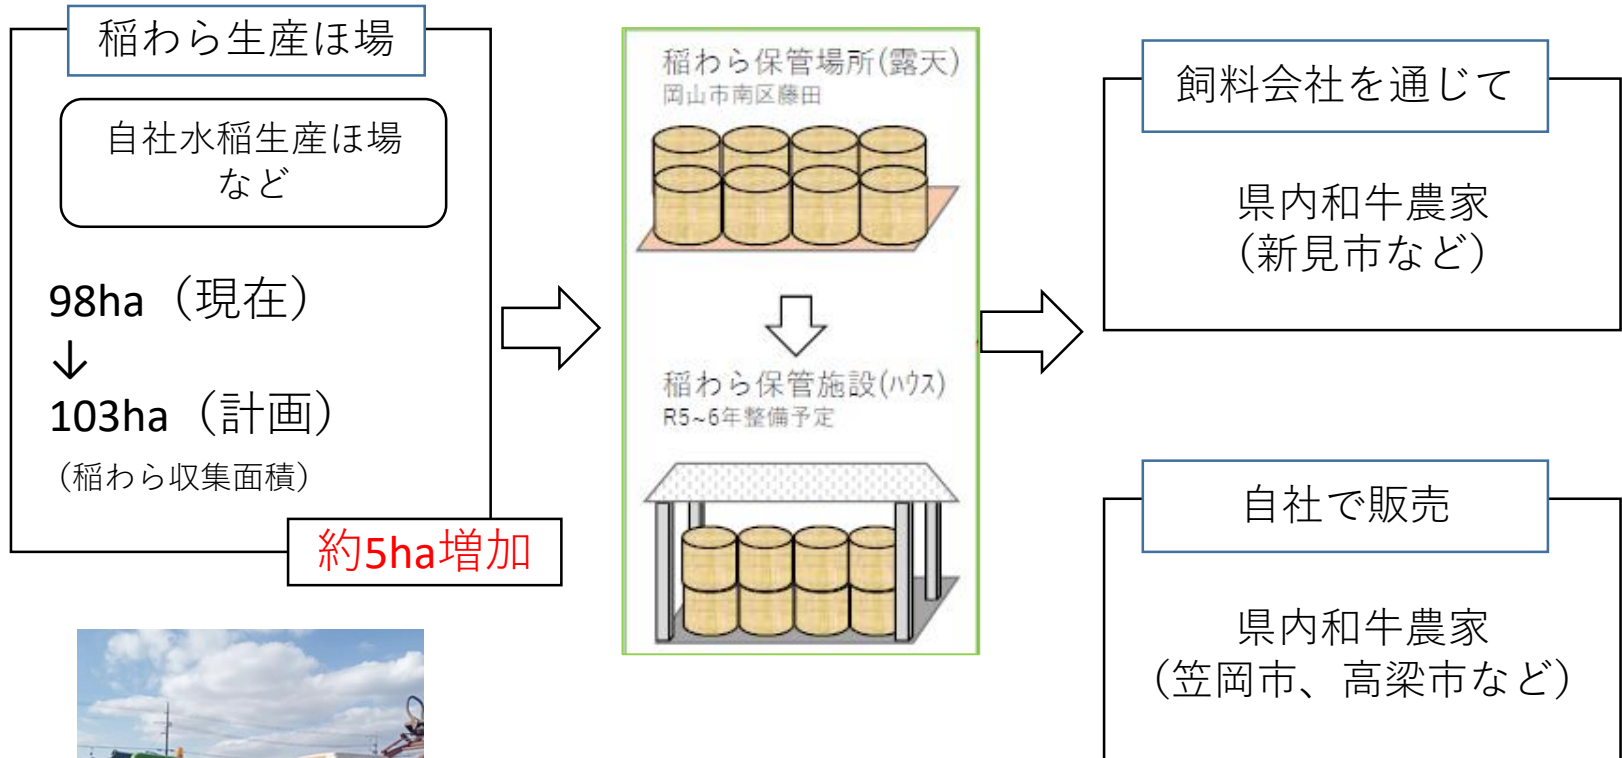 稲わら生産ほ場
自社水稲生産ほ場
など
98ha（現在）
↓
103ha（計画）
（稲わら収集面積）
約5ha増加
稲わら保管場所(露天)
岡山市南区藤田
稲わら保管施設(ﾊｳｽ)
R5~6年整備予定
飼料会社を通じて
県内和牛農家
（新見市など）
自社で販売
県内和牛農家
（笠岡市、高梁市など）